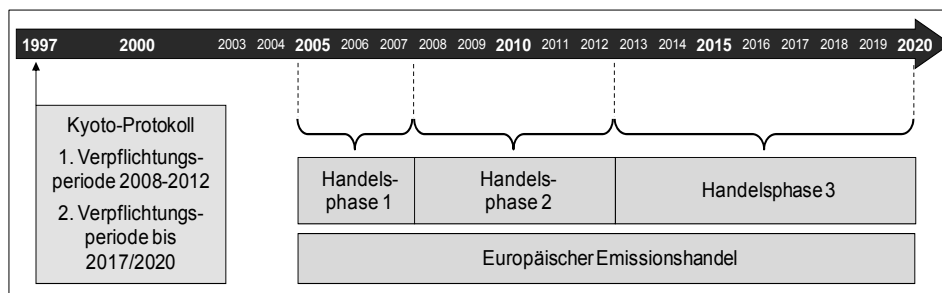 1997 2000 2003 2004 2005 2006 2007 2008 2009 2010 2011 2012 2013 2014 2015 2016 2017 2018 2019 2020
Kyoto-Protokoll
1. Verpflichtungs-
periode 2008-2012
2. Verpflichtungs-
periode bis
2017/2020
Handels-
phase 1
Handels-
phase 2
Handelsphase 3
Europäischer Emissionshandel